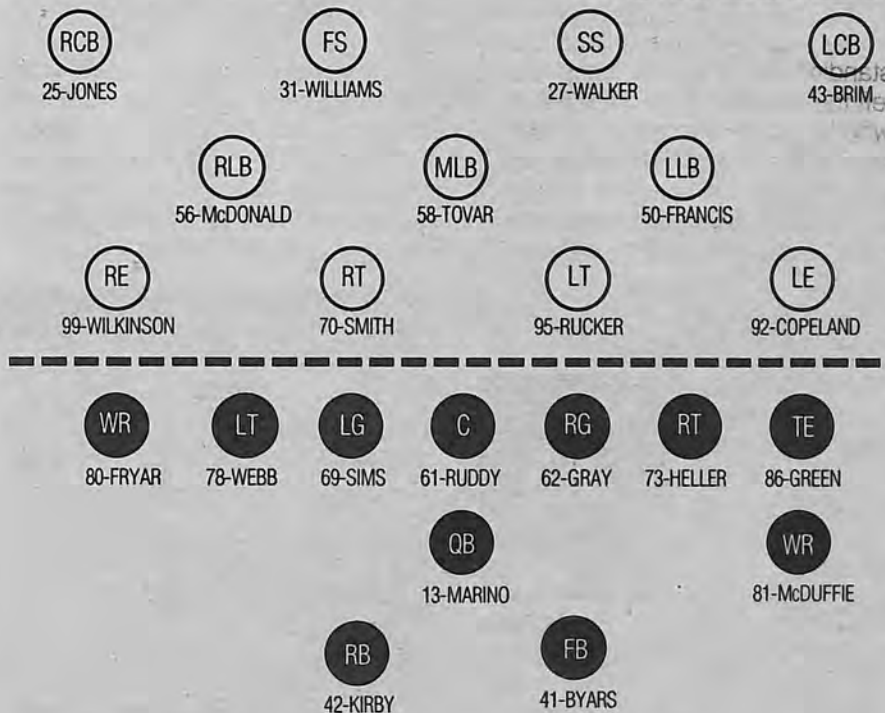 RCB FS SS LCB
25-JONES 31-WILLIAMS 27-WALKER 43-BRIM
RLB MLB LLB
56-McDONALD 58-TOVAR 50-FRANCIS
RE RT LT LE
99-WILKINSON 70-SMITH 95-RUCKER 92-COPELAND
WR LT LG C RG RT TE
80-FRYAR 78-WEBB 69-SIMS 61-RUDDY 62-GRAY 73-HELLER 86-GREEN
QB WR
13-MARINO 81-McDUFFIE
RB FB
42-KIRBY 41-BYARS